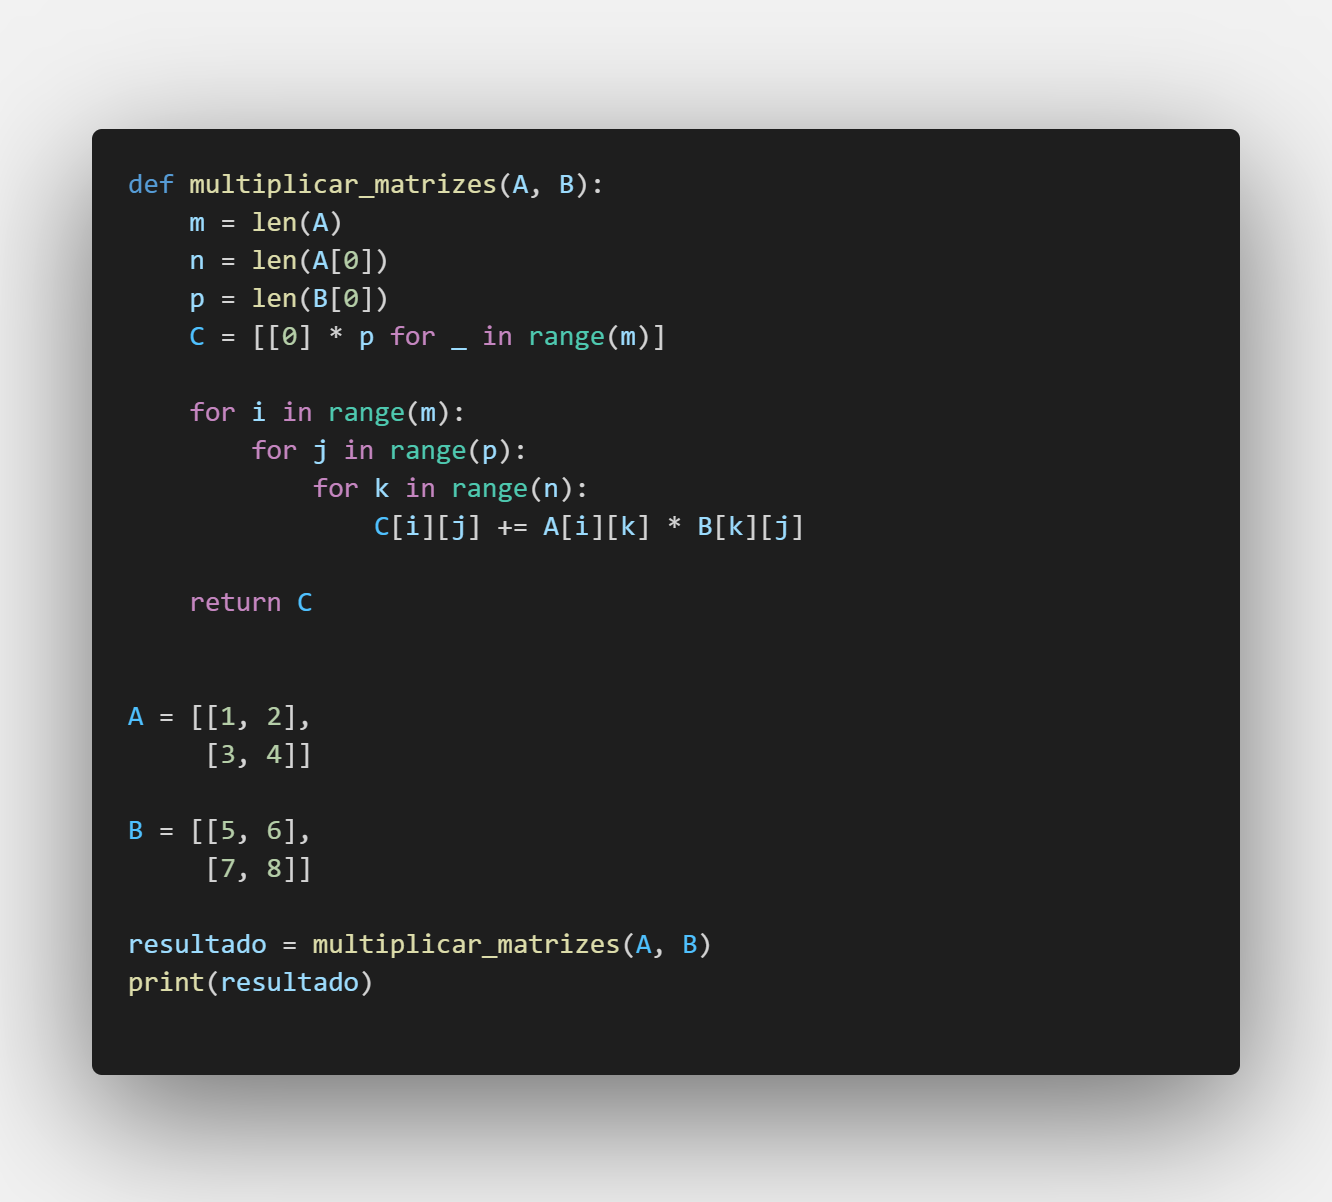 def multiplicar_matrizes(A, B):
    m = len(A)
    n = len(A[0])
    p = len(B[0])
    C = [[0] * p for _ in range(m)]

    for i in range(m):
        for j in range(p):
            for k in range(n):
                C[i][j] += A[i][k] * B[k][j]

    return C


A = [[1, 2],
     [3, 4]]

B = [[5, 6],
     [7, 8]]

resultado = multiplicar_matrizes(A, B)
print(resultado)